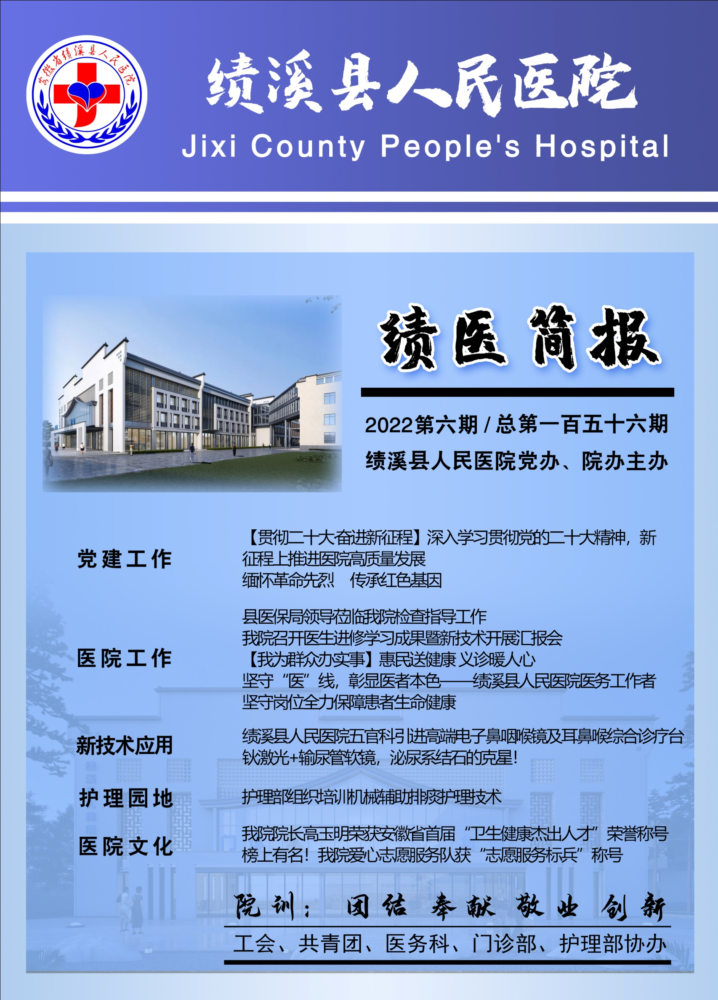 安徽省绩溪县人民医院
绩溪县人民医院
Jixi County People's Hospital
绩医简报
2022第六期 / 总第一百五十六期
绩溪县人民医院党办、院办主办
党建工作
【贯彻二十大·奋进新征程】深入学习贯彻党的二十大精神，新
征程上推进医院高质量发展
缅怀革命先烈　传承红色基因
医院工作
县医保局领导莅临我院检查指导工作
我院召开医生进修学习成果暨新技术开展汇报会
【我为群众办实事】惠民送健康 义诊暖人心
坚守“医”线，彰显医者本色——绩溪县人民医院医务工作者
坚守岗位全力保障患者生命健康
新技术应用
绩溪县人民医院五官科引进高端电子鼻咽喉镜及耳鼻喉综合诊疗台
钬激光+输尿管软镜，泌尿系结石的克星！
护理园地
护理部组织培训机械辅助排痰护理技术
医院文化
我院院长高玉明荣获安徽省首届“卫生健康杰出人才”荣誉称号
榜上有名！我院爱心志愿服务队获“志愿服务标兵”称号
院训：团结 奉献 敬业 创新
工会、共青团、医务科、门诊部、护理部协办